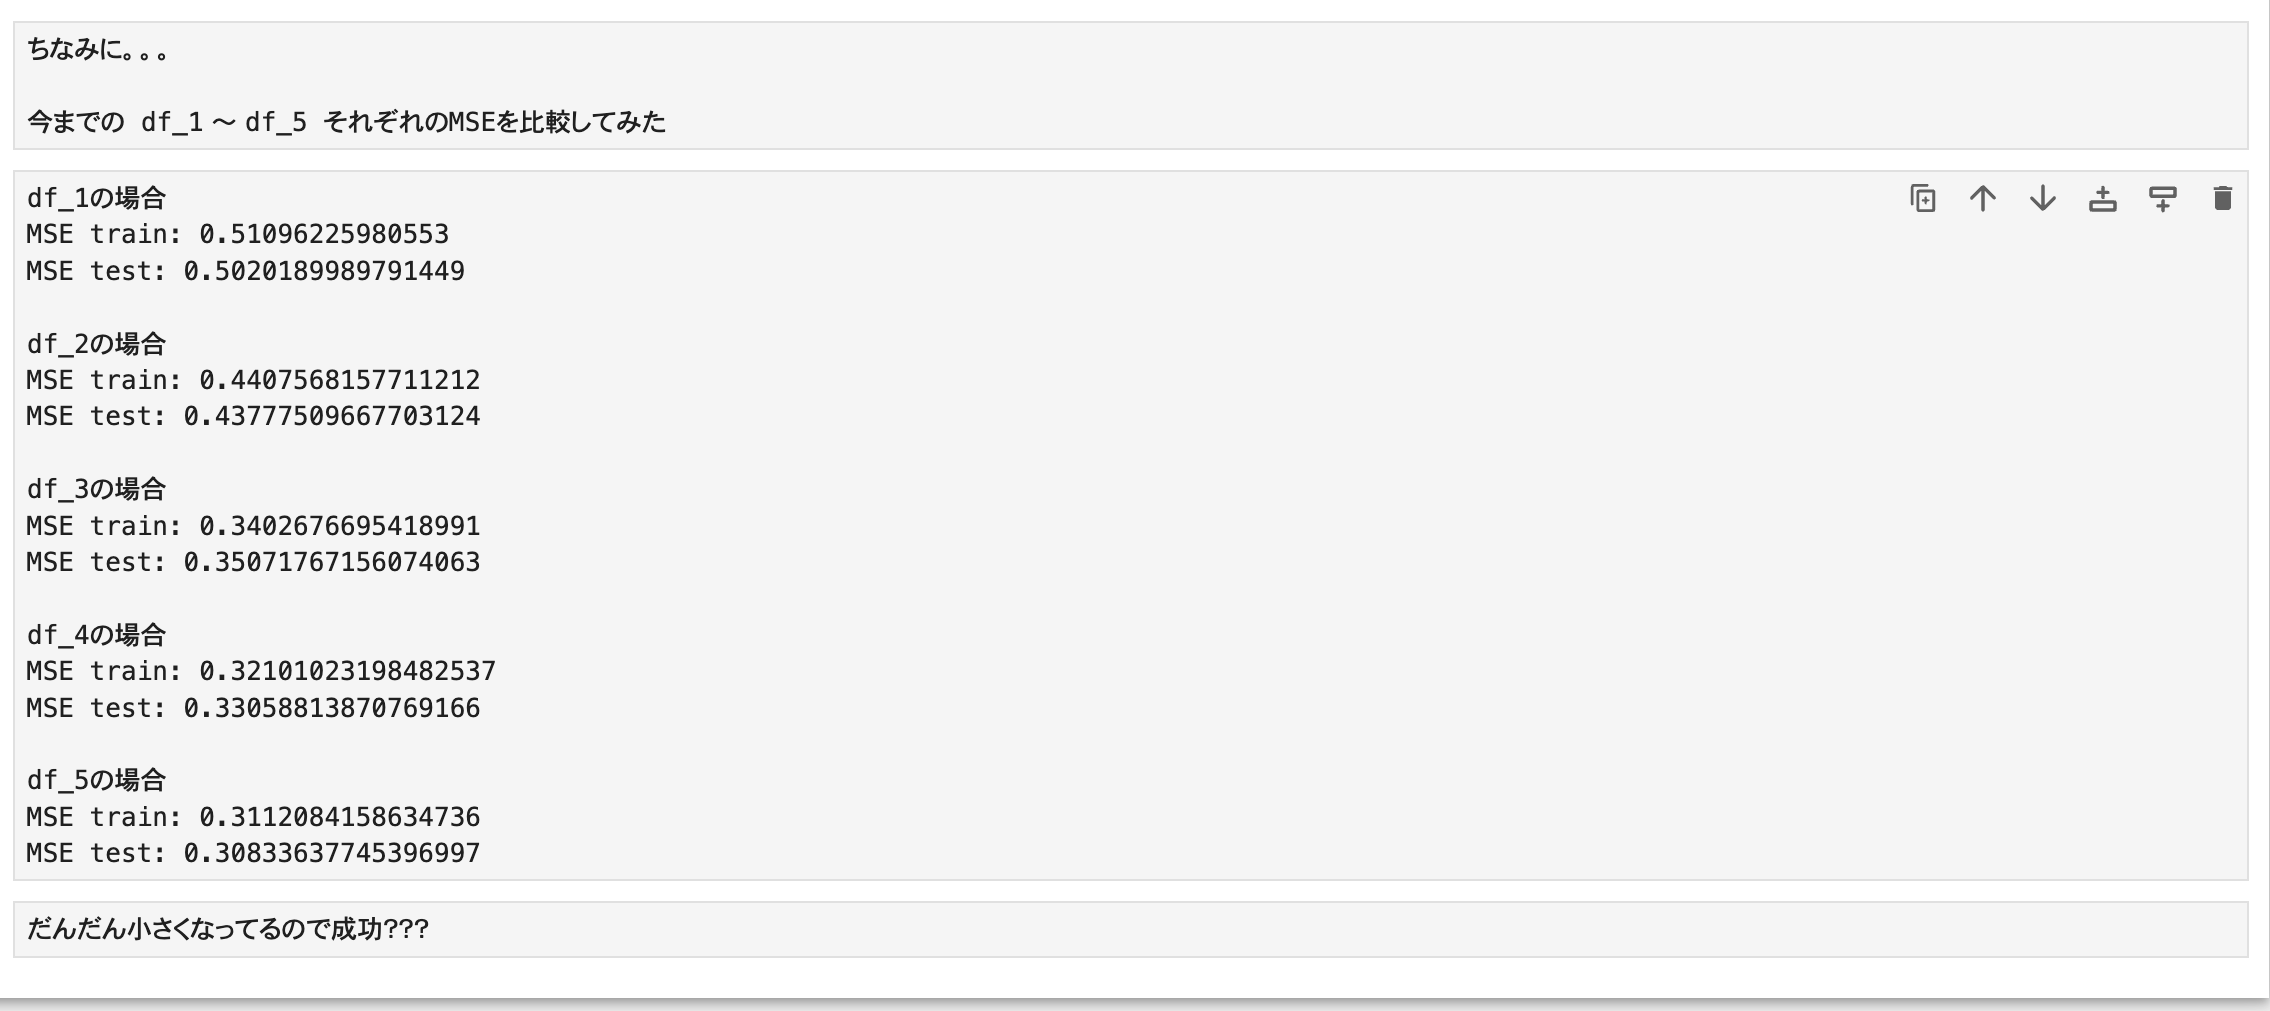 ちなみに。。。
今までの df_1 〜 df_5 それぞれのMSEを比較してみた
df_1の場合
MSE train: 0.51096225980553
MSE test: 0.5020189989791449
df_2の場合
MSE train: 0.4407568157711212
MSE test: 0.43777509667703124
df_3の場合
MSE train: 0.3402676695418991
MSE test: 0.35071767156074063
df_4の場合
MSE train: 0.32101023198482537
MSE test: 0.33058813870769166
df_5の場合
MSE train: 0.3112084158634736
MSE test: 0.30833637745396997
だんだん小さくなってるので成功???